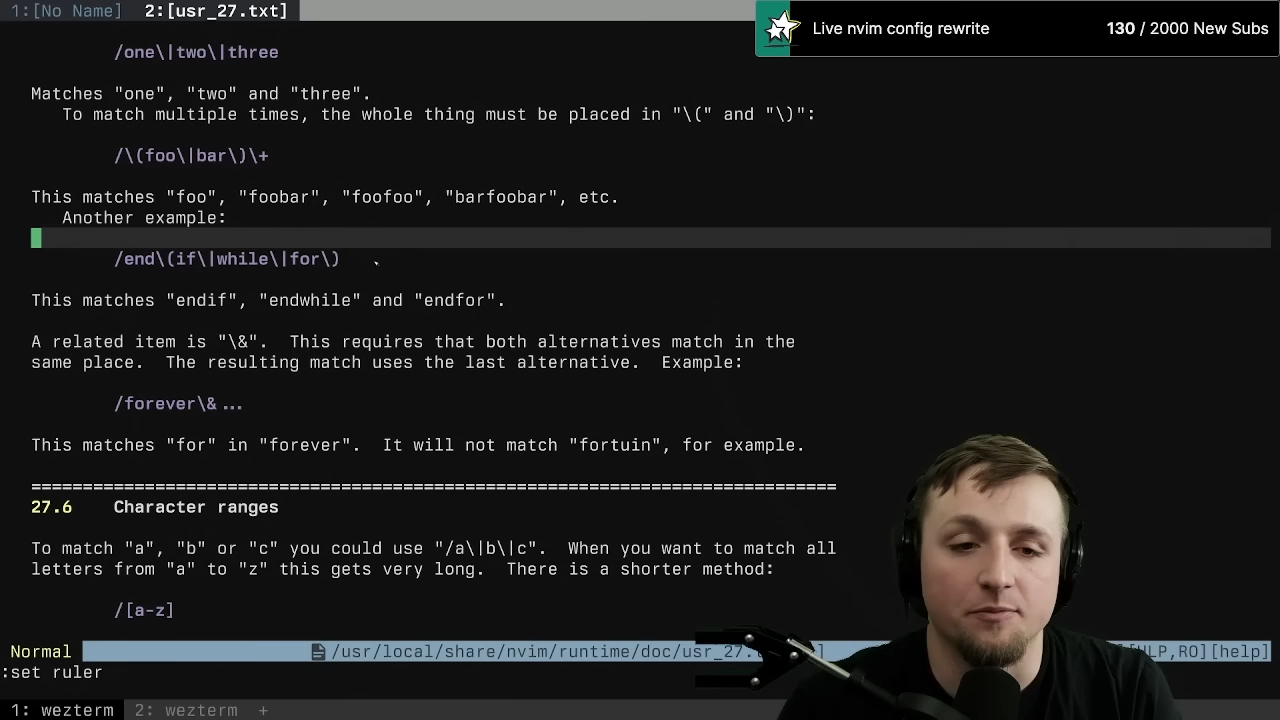 1:[No Name]  2:[usr_27.txt]
Live nvim config rewrite
130 / 2000 New Subs
/one\|two\|three
Matches "one", "two" and "three".
To match multiple times, the whole thing must be placed in "\(" and "\)":
/\(foo\|bar\)\+
This matches "foo", "foobar", "foofoo", "barfoobar", etc.
Another example:
/end\(if\|while\|for\)
This matches "endif", "endwhile" and "endfor".
A related item is "\&".  This requires that both alternatives match in the
same place.  The resulting match uses the last alternative.  Example:
/forever\&...
This matches "for" in "forever".  It will not match "fortuin", for example.
==============================================================================
27.6    Character ranges
To match "a", "b" or "c" you could use "/a\|b\|c".  When you want to match all
letters from "a" to "z" this gets very long.  There is a shorter method:
/[a-z]
Normal /usr/local/share/nvim/runtime/doc/usr_27. ][HLP,RO][help]
:set ruler
1: wezterm  2: wezterm  +